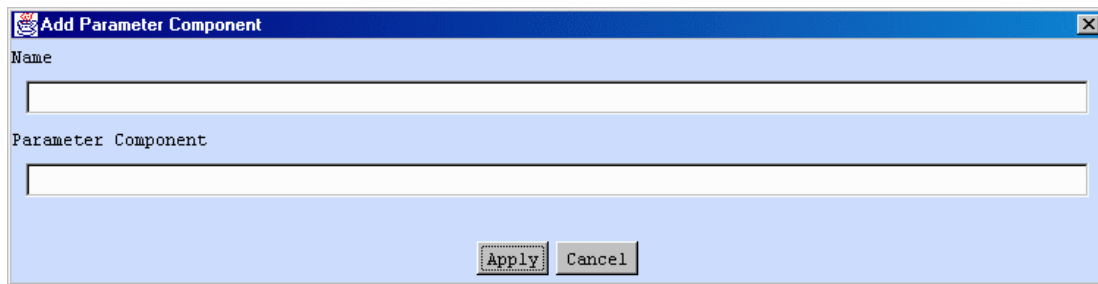 Add Parameter Component
Name
Parameter Component
Apply Cancel